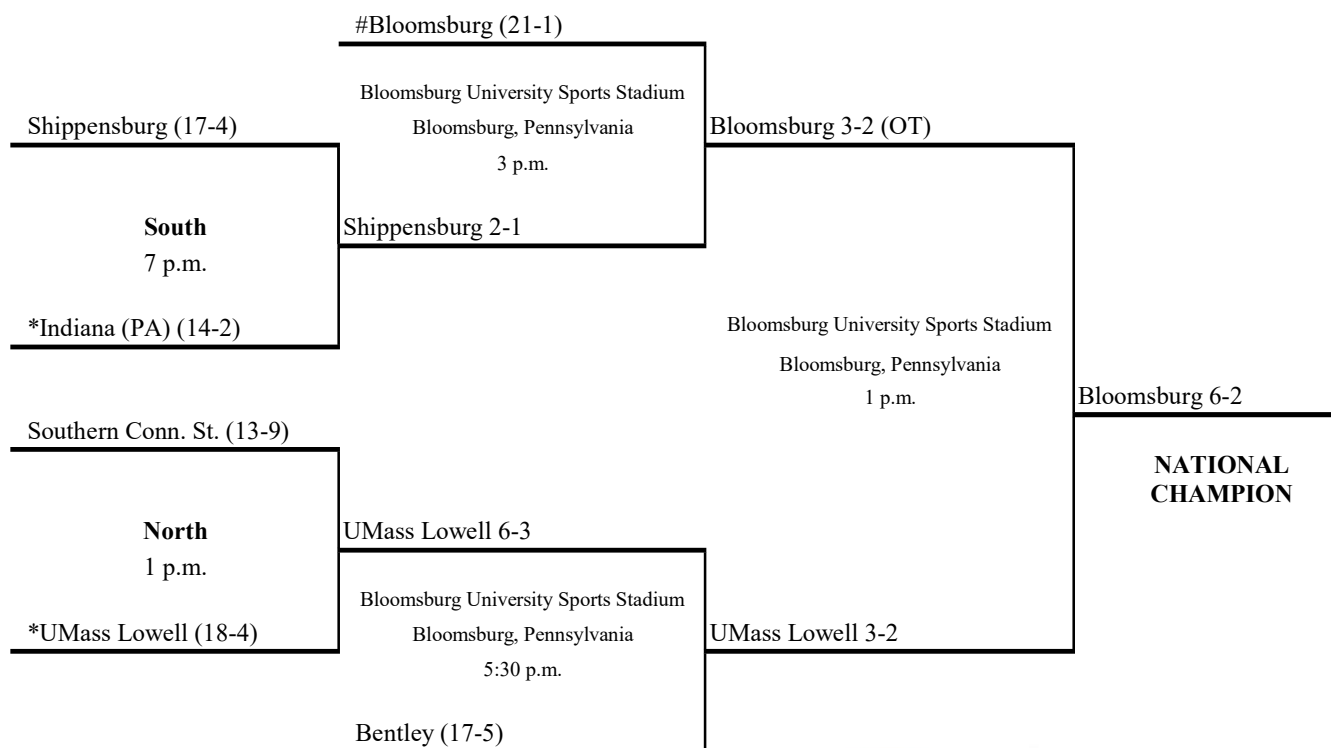 #Bloomsburg (21-1)
Bloomsburg University Sports Stadium
Bloomsburg, Pennsylvania
3 p.m.
Shippensburg (17-4)
Bloomsburg 3-2 (OT)
South
7 p.m.
Shippensburg 2-1
*Indiana (PA) (14-2)
Bloomsburg University Sports Stadium
Bloomsburg, Pennsylvania
1 p.m.
Bloomsburg 6-2
NATIONAL
CHAMPION
Southern Conn. St. (13-9)
North
1 p.m.
UMass Lowell 6-3
*UMass Lowell (18-4)
Bloomsburg University Sports Stadium
Bloomsburg, Pennsylvania
5:30 p.m.
UMass Lowell 3-2
Bentley (17-5)